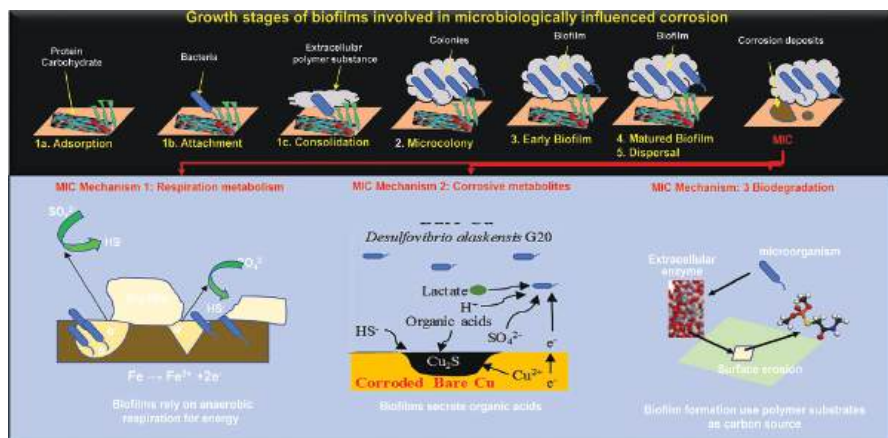 Growth stages of biofilms involved in microbiologically influenced corrosion
Protein
Carbohydrate
Bacteria
Extracellular
polymer substance
Colonies
Biofilm
Biofilm
Corrosion deposits
1a. Adsorption
1b. Attachment
1c. Consolidation
2. Microcolony
3. Early Biofilm
4. Matured Biofilm
5. Dispersal
MIC
MIC Mechanism 1: Respiration metabolism
SO₄²⁻
HS⁻
HS⁻
Fe → Fe²⁺ +2e⁻
Biofilms rely on anaerobic
respiration for energy
MIC Mechanism 2: Corrosive metabolites
Desulfovibrio alaskensis G20
Lactate
H⁺
Organic acids
HS⁻
SO₄²⁻
e⁻
Cu₂S
Cu²⁺
e⁻
Corroded Bare Cu
Biofilms secrete organic acids
MIC Mechanism: 3 Biodegradation
microorganism
Extracellular
enzyme
Surface erosion
Biofilm formation use polymer substrates
as carbon source